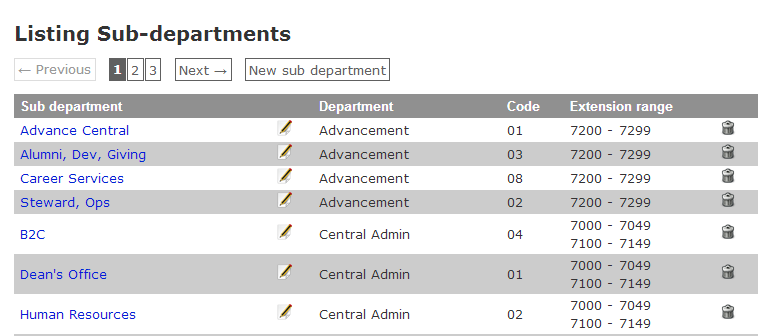 Listing Sub-departments
← Previous 1 2 3 Next → New sub department
Sub department Department Code Extension range
Advance Central Advancement 01 7200 - 7299
Alumni, Dev, Giving Advancement 03 7200 - 7299
Career Services Advancement 08 7200 - 7299
Steward, Ops Advancement 02 7200 - 7299
B2C Central Admin 04 7000 - 7049
7100 - 7149
Dean's Office Central Admin 01 7000 - 7049
7100 - 7149
Human Resources Central Admin 02 7000 - 7049
7100 - 7149